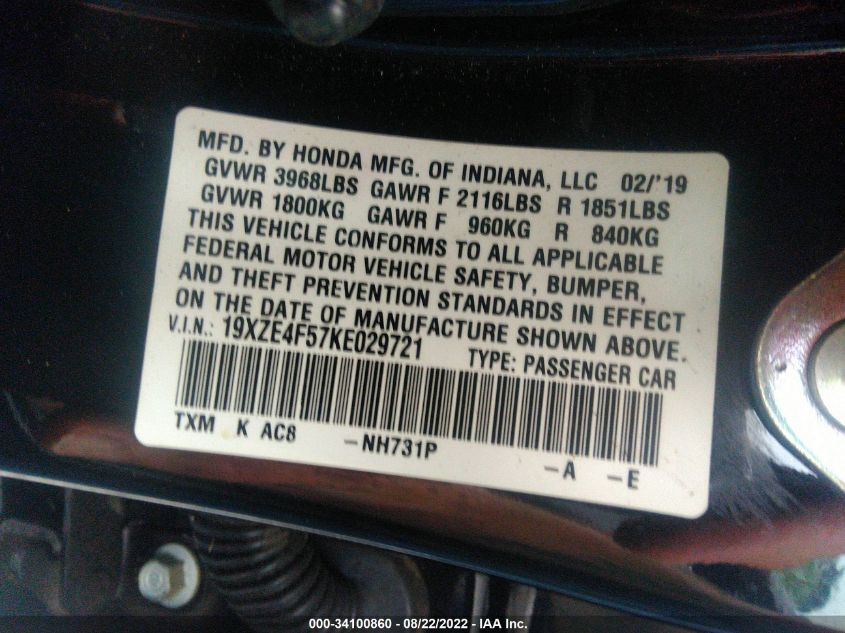 MFD. BY HONDA MFG. OF INDIANA, LLC 02/'19
GVWR 3968LBS GAWR F 2116LBS R 1851LBS
GVWR 1800KG GAWR F 960KG R 840KG
THIS VEHICLE CONFORMS TO ALL APPLICABLE
FEDERAL MOTOR VEHICLE SAFETY, BUMPER,
AND THEFT PREVENTION STANDARDS IN EFFECT
ON THE DATE OF MANUFACTURE SHOWN ABOVE.
V.I.N.: 19XZE4F57KE029721 TYPE: PASSENGER CAR
TXM K AC8 -NH731P -A -E
000-34100860 - 08/22/2022 - IAA Inc.